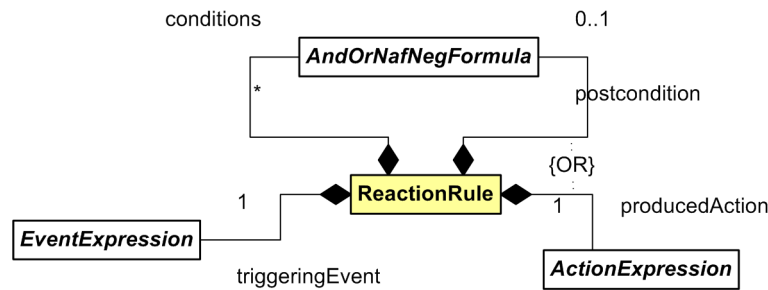 conditions
0..1
AndOrNafNegFormula
*
postcondition
{OR}
ReactionRule
1
1
producedAction
EventExpression
triggeringEvent
ActionExpression